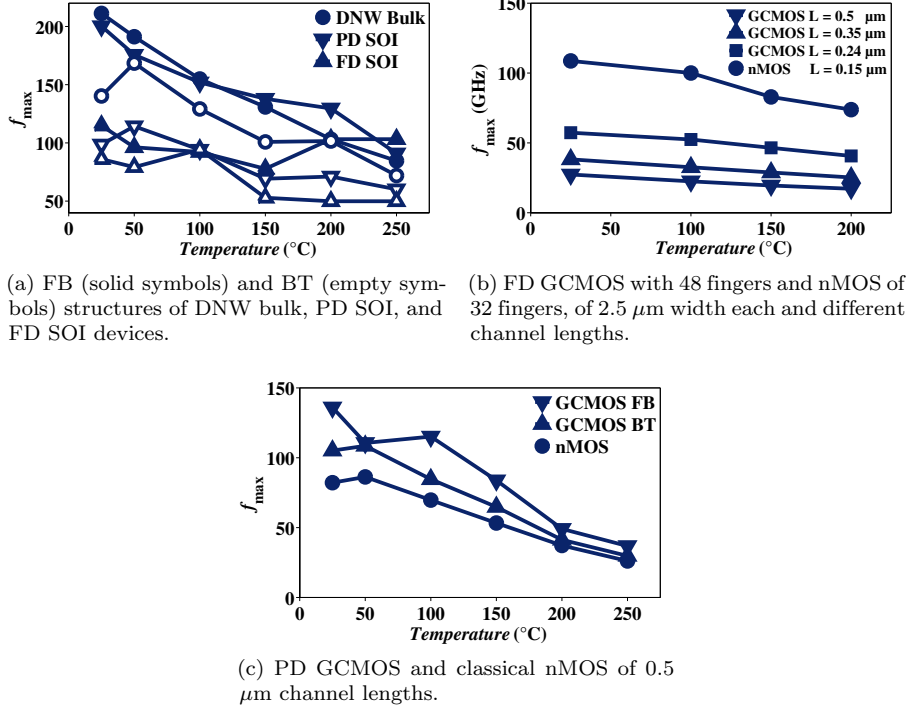 200
150
100
50
0 50 100 150 200 250
f_max
Temperature (°C)
DNW Bulk
PD SOI
FD SOI
(a) FB (solid symbols) and BT (empty sym-
bols) structures of DNW bulk, PD SOI, and
FD SOI devices.
150
100
50
0
0 50 100 150 200
f_max (GHz)
Temperature (°C)
GCMOS L = 0.5 μm
GCMOS L = 0.35 μm
GCMOS L = 0.24 μm
nMOS L = 0.15 μm
(b) FD GCMOS with 48 fingers and nMOS of
32 fingers, of 2.5 μm width each and different
channel lengths.
150
100
50
0
0 50 100 150 200 250
f_max
Temperature (°C)
GCMOS FB
GCMOS BT
nMOS
(c) PD GCMOS and classical nMOS of 0.5
μm channel lengths.